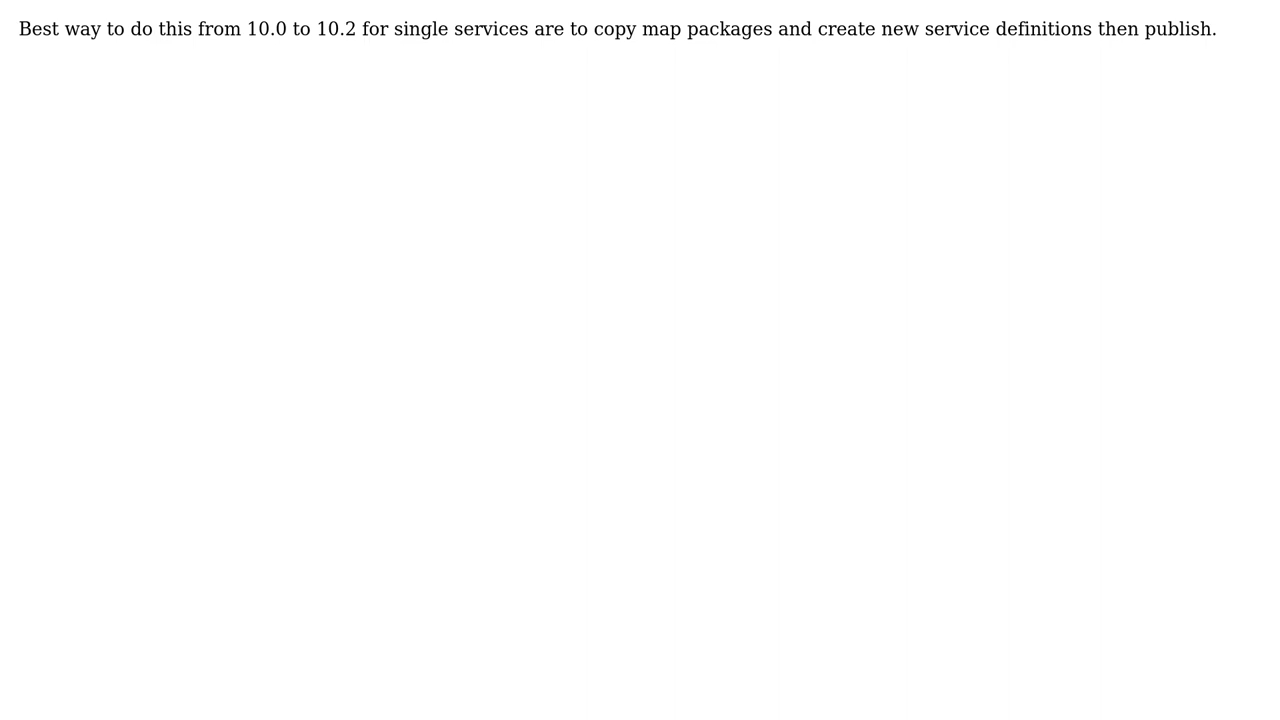 Best way to do this from 10.0 to 10.2 for single services are to copy map packages and create new service definitions then publish.